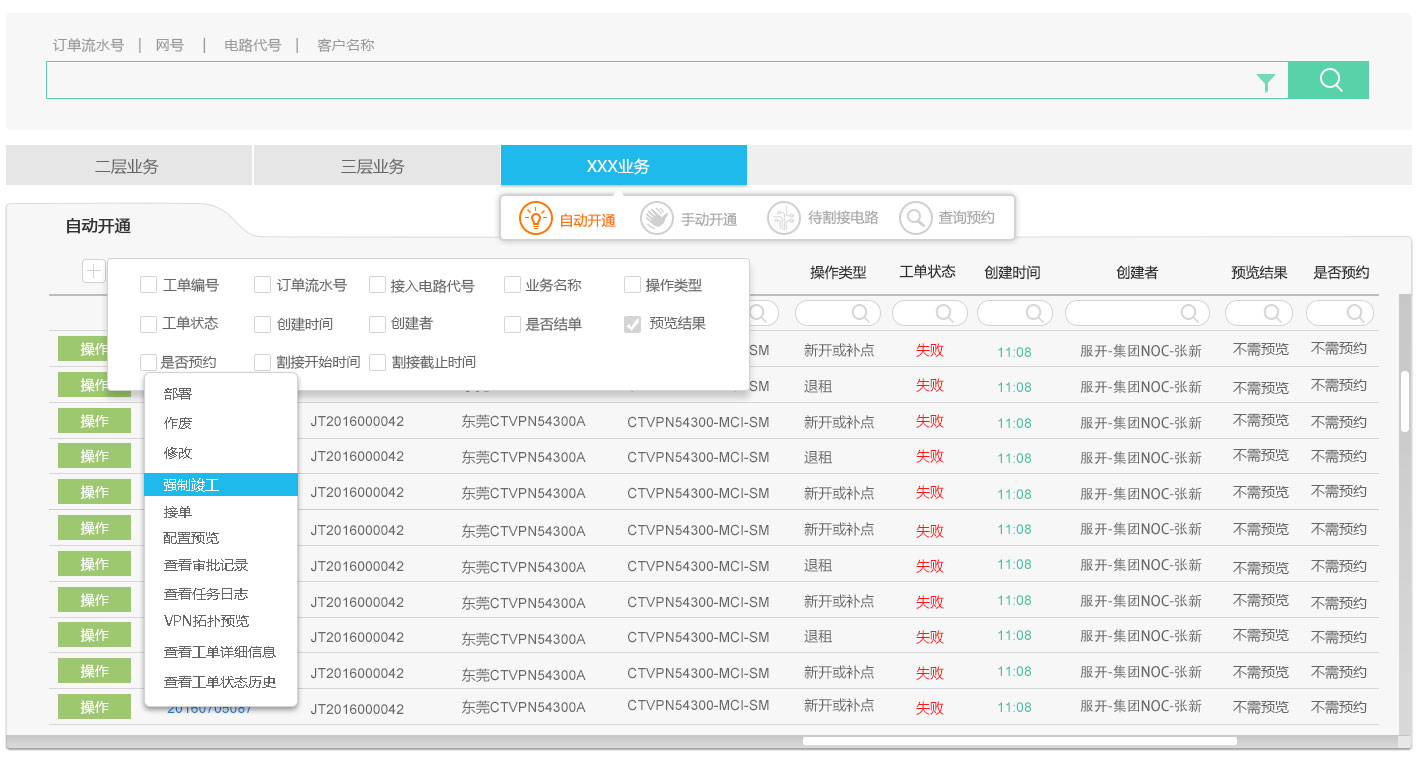 订单流水号 | 网号 | 电路代号 | 客户名称
二层业务 三层业务 XXX业务
自动开通 手动开通 待割接电路 查询预约
自动开通
操作类型 工单状态 创建时间 创建者 预览结果 是否预约
工单编号 订单流水号 接入电路代号 业务名称 操作类型
工单状态 创建时间 创建者 是否结单 预览结果
是否预约 割接开始时间 割接截止时间
部署
作废
修改
强制竣工
接单
配置预览
查看审批记录
查看任务日志
VPN拓扑预览
查看工单详细信息
查看工单状态历史
操作 SM 新开或补点 失败 11:08 服开-集团NOC-张新 不需预览 不需预约
操作 SM 退租 失败 11:08 服开-集团NOC-张新 不需预览 不需预约
操作 JT2016000042 东莞CTVPN54300A CTVPN54300-MCI-SM 新开或补点 失败 11:08 服开-集团NOC-张新 不需预览 不需预约
操作 JT2016000042 东莞CTVPN54300A CTVPN54300-MCI-SM 退租 失败 11:08 服开-集团NOC-张新 不需预览 不需预约
操作 JT2016000042 东莞CTVPN54300A CTVPN54300-MCI-SM 新开或补点 失败 11:08 服开-集团NOC-张新 不需预览 不需预约
操作 JT2016000042 东莞CTVPN54300A CTVPN54300-MCI-SM 新开或补点 失败 11:08 服开-集团NOC-张新 不需预览 不需预约
操作 JT2016000042 东莞CTVPN54300A CTVPN54300-MCI-SM 退租 失败 11:08 服开-集团NOC-张新 不需预览 不需预约
操作 JT2016000042 东莞CTVPN54300A CTVPN54300-MCI-SM 新开或补点 失败 11:08 服开-集团NOC-张新 不需预览 不需预约
操作 JT2016000042 东莞CTVPN54300A CTVPN54300-MCI-SM 退租 失败 11:08 服开-集团NOC-张新 不需预览 不需预约
操作 JT2016000042 东莞CTVPN54300A CTVPN54300-MCI-SM 新开或补点 失败 11:08 服开-集团NOC-张新 不需预览 不需预约
操作 20160705087 JT2016000042 东莞CTVPN54300A CTVPN54300-MCI-SM 新开或补点 失败 11:08 服开-集团NOC-张新 不需预览 不需预约